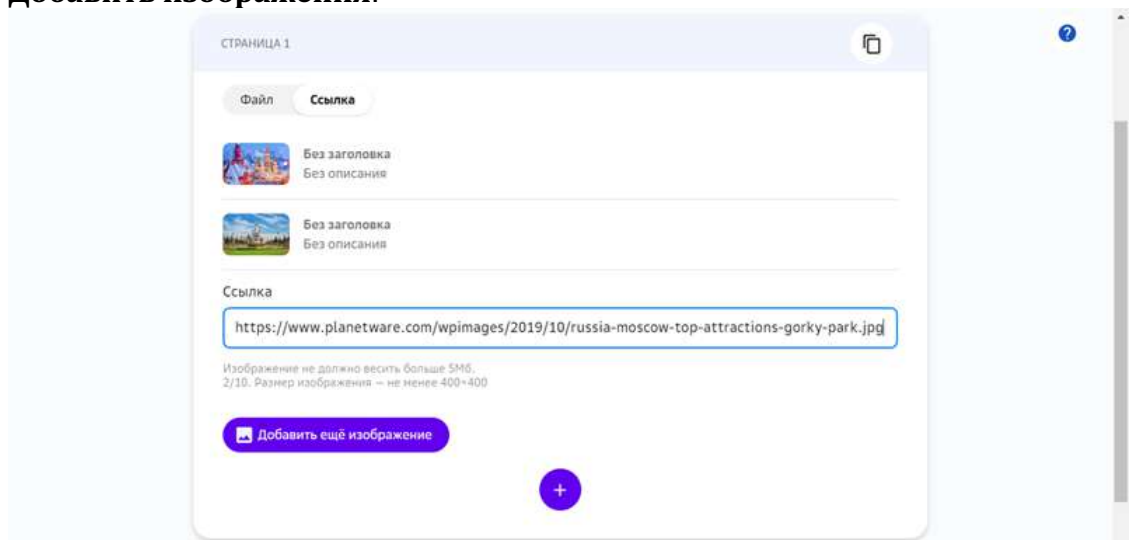 Добавить изображения.
СТРАНИЦА 1
Файл Ссылка
Без заголовка
Без описания
Без заголовка
Без описания
Ссылка
https://www.planetware.com/wpimages/2019/10/russia-moscow-top-attractions-gorky-park.jpg
Изображение не должно весить больше 5Мб.
2/10. Размер изображения — не менее 400×400
Добавить ещё изображение